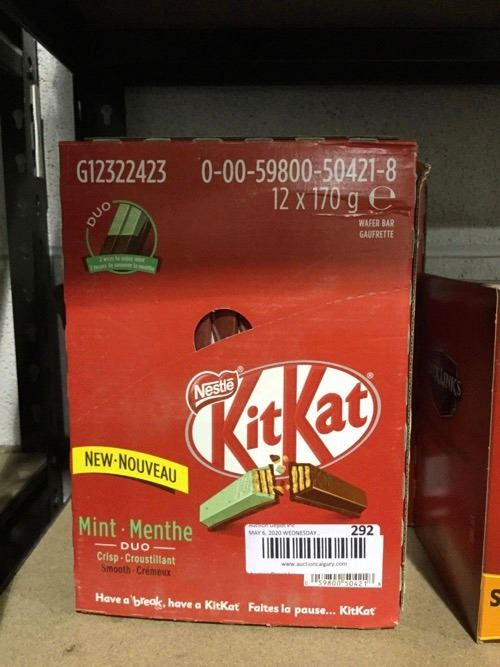 G12322423 0-00-59800-50421-8
12 x 170 g e
WAFER BAR
GAUFRETTE
DUO
Nestlé
KitKat
NEW·NOUVEAU
Mint · Menthe
DUO
Crisp · Croustillant
Smooth · Crémeux
MAY 6, 2020 WEDNESDAY
292
www.auctioncalgary.com
59800 50421
Have a break, have a KitKat Faites la pause... KitKat